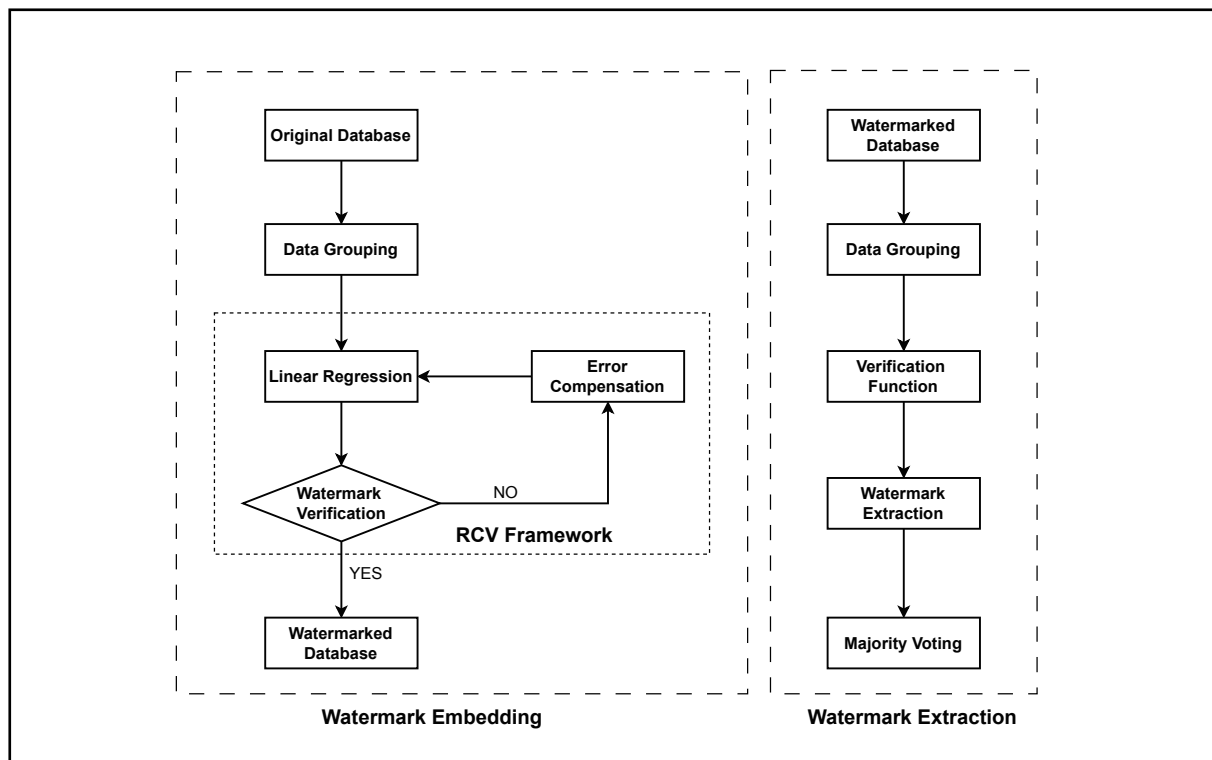 Original Database
Data Grouping
Linear Regression
Error
Compensation
Watermark
Verification
NO
RCV Framework
YES
Watermarked
Database
Watermark Embedding
Watermarked
Database
Data Grouping
Verification
Function
Watermark
Extraction
Majority Voting
Watermark Extraction